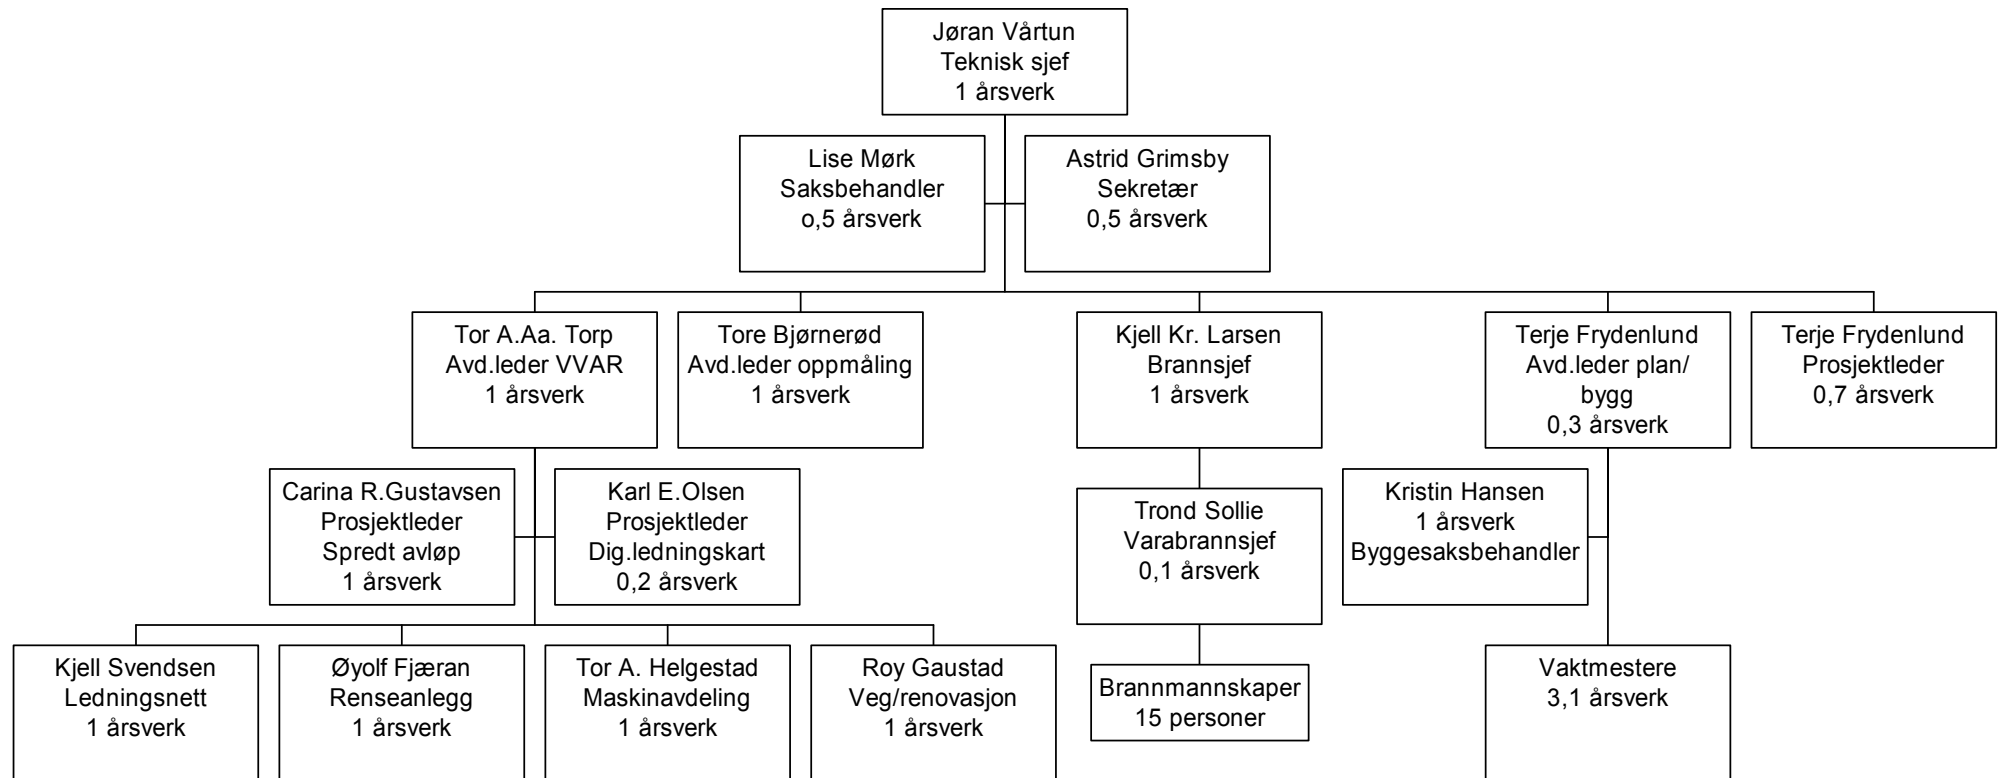 Jøran Vårtun
Teknisk sjef
1 årsverk
Lise Mørk
Saksbehandler
o,5 årsverk
Astrid Grimsby
Sekretær
0,5 årsverk
Tor A.Aa. Torp
Avd.leder VVAR
1 årsverk
Tore Bjørnerød
Avd.leder oppmåling
1 årsverk
Kjell Kr. Larsen
Brannsjef
1 årsverk
Terje Frydenlund
Avd.leder plan/
bygg
0,3 årsverk
Terje Frydenlund
Prosjektleder
0,7 årsverk
Carina R.Gustavsen
Prosjektleder
Spredt avløp
1 årsverk
Karl E.Olsen
Prosjektleder
Dig.ledningskart
0,2 årsverk
Trond Sollie
Varabrannsjef
0,1 årsverk
Kristin Hansen
1 årsverk
Byggesaksbehandler
Kjell Svendsen
Ledningsnett
1 årsverk
Øyolf Fjæran
Renseanlegg
1 årsverk
Tor A. Helgestad
Maskinavdeling
1 årsverk
Roy Gaustad
Veg/renovasjon
1 årsverk
Brannmannskaper
15 personer
Vaktmestere
3,1 årsverk